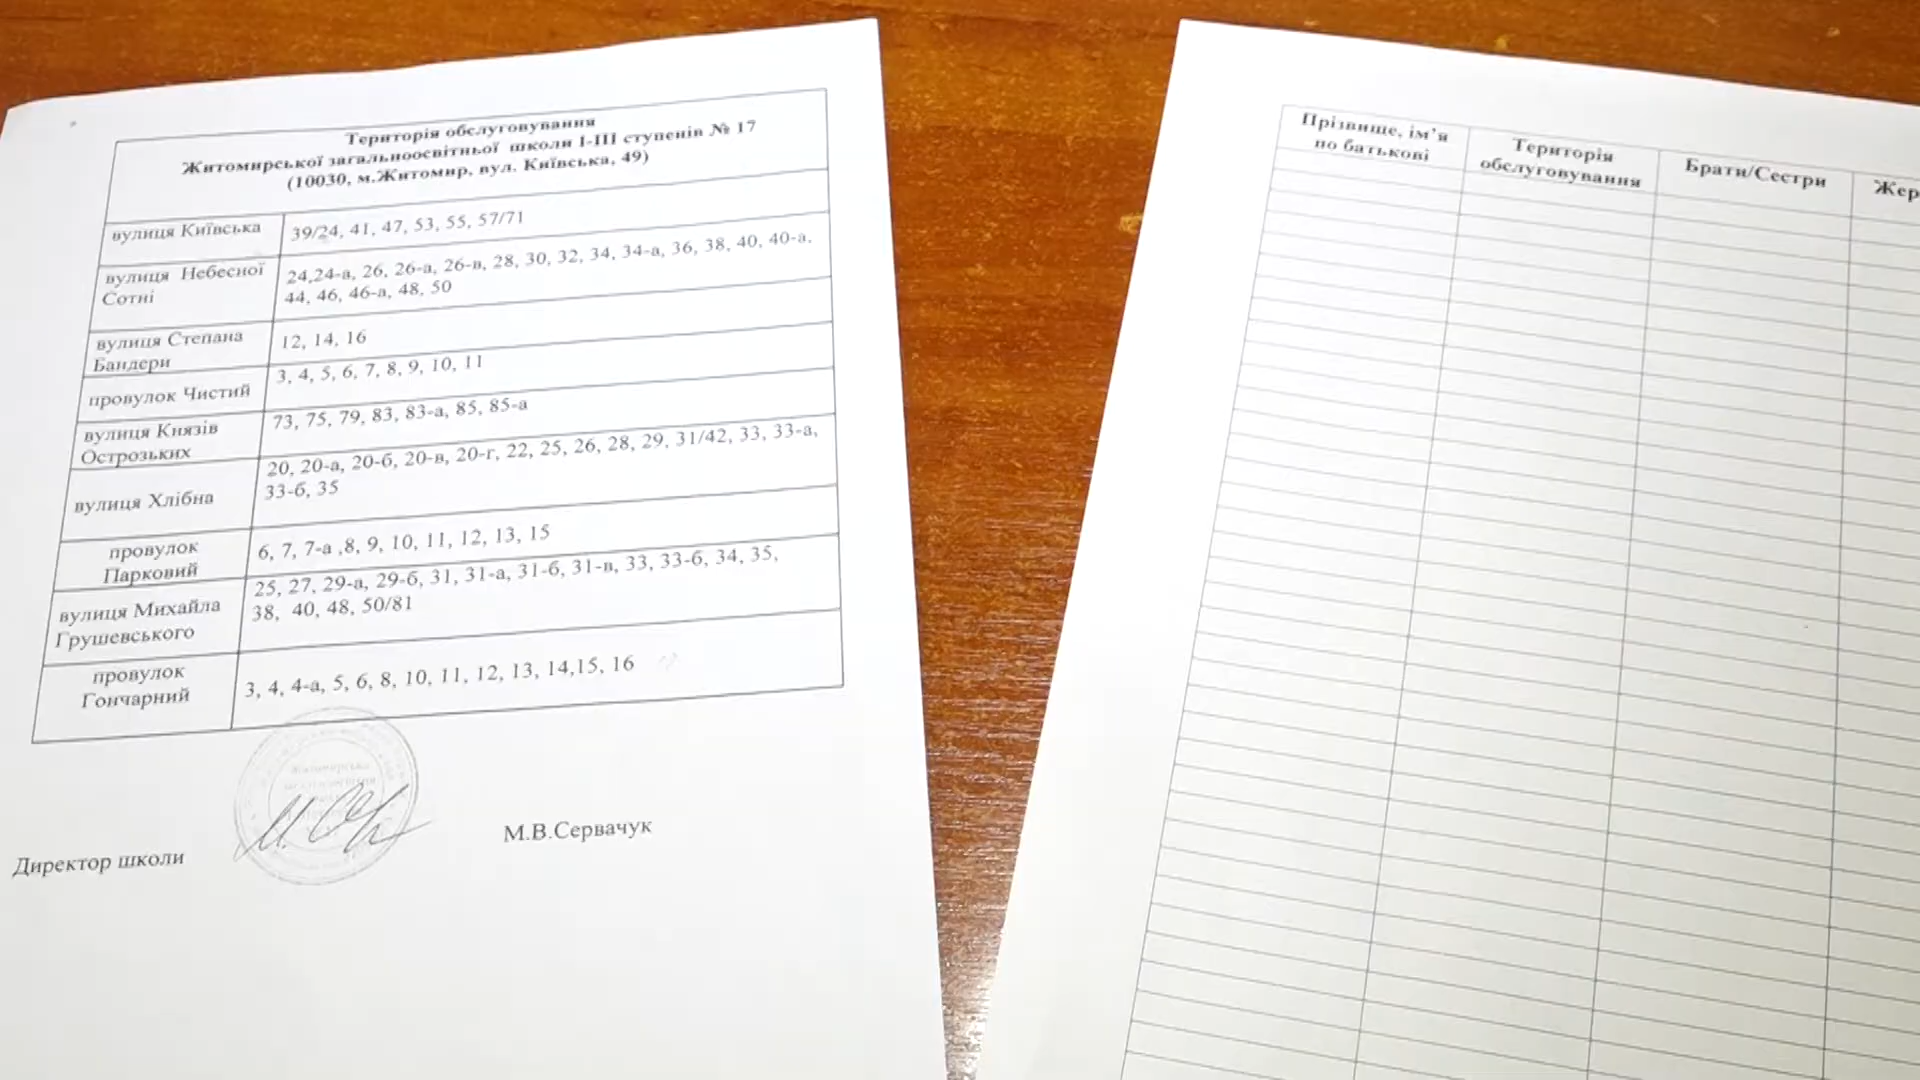 Територія обслуговування
Житомирської загальноосвітньої школи І-ІІІ ступенів № 17
(10030, м.Житомир, вул. Київська, 49)
вулиця Київська
39/24, 41, 47, 53, 55, 57/71
вулиця Небесної
Сотні
24,24-а, 26, 26-а, 26-в, 28, 30, 32, 34, 34-а, 36, 38, 40, 40-а,
44, 46, 46-а, 48, 50
вулиця Степана
Бандери
12, 14, 16
провулок Чистий
3, 4, 5, 6, 7, 8, 9, 10, 11
вулиця Князів
Острозьких
73, 75, 79, 83, 83-а, 85, 85-а
вулиця Хлібна
20, 20-а, 20-б, 20-в, 20-г, 22, 25, 26, 28, 29, 31/42, 33, 33-а,
33-б, 35
провулок
Парковий
6, 7, 7-а ,8, 9, 10, 11, 12, 13, 15
вулиця Михайла
Грушевського
25, 27, 29-а, 29-б, 31, 31-а, 31-б, 31-в, 33, 33-б, 34, 35,
38, 40, 48, 50/81
провулок
Гончарний
3, 4, 4-а, 5, 6, 8, 10, 11, 12, 13, 14,15, 16
Директор школи
М.В.Сервачук
Прізвище, ім’я
по батькові
Територія
обслуговування
Брати/Сестри
Жер